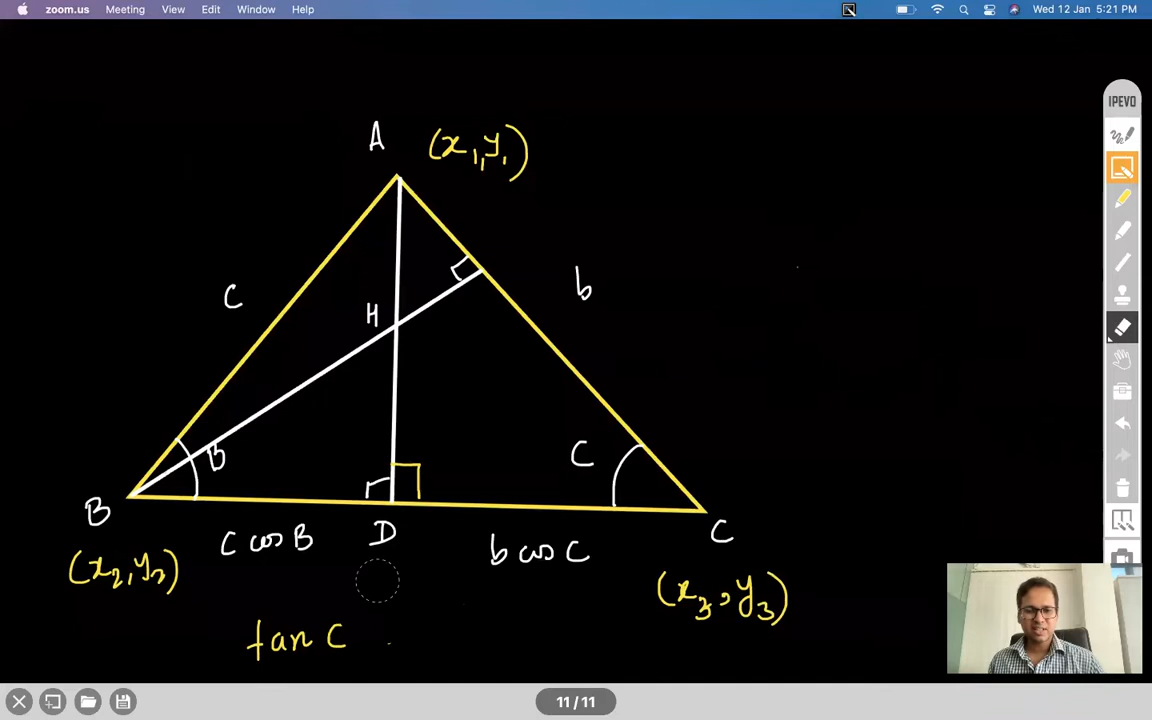 zoom.us Meeting View Edit Window Help Wed 12 Jan 5:21 PM
IPEVO
A (x₁, y₁)
c
b
H
B
C
B
c cos B
D
b cos C
C
(x₂, y₂)
(x₃, y₃)
tan C
11/11